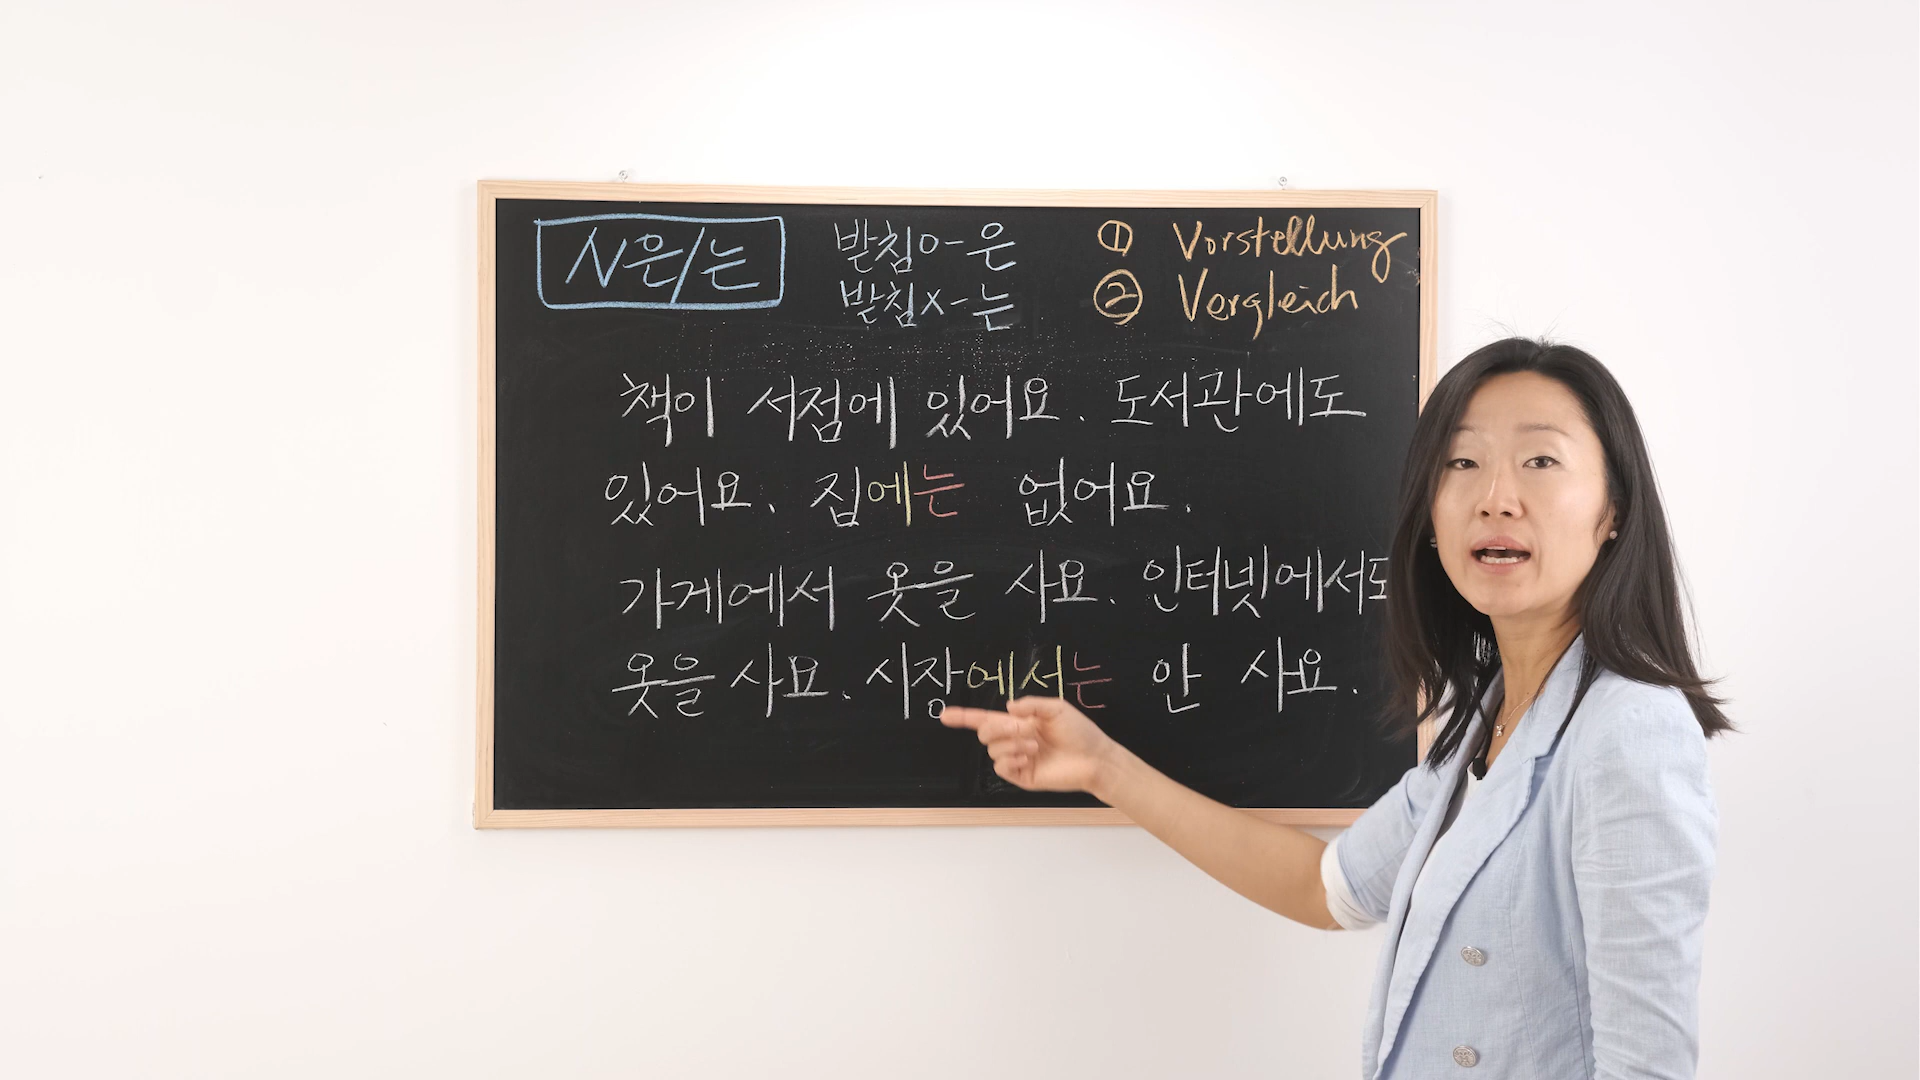 N은/는
받침o-은
받침x-는
① Vorstellung
② Vergleich
책이 서점에 있어요. 도서관에도
있어요. 집에는 없어요.
가게에서 옷을 사요. 인터넷에서도
옷을 사요. 시장에서는 안 사요.